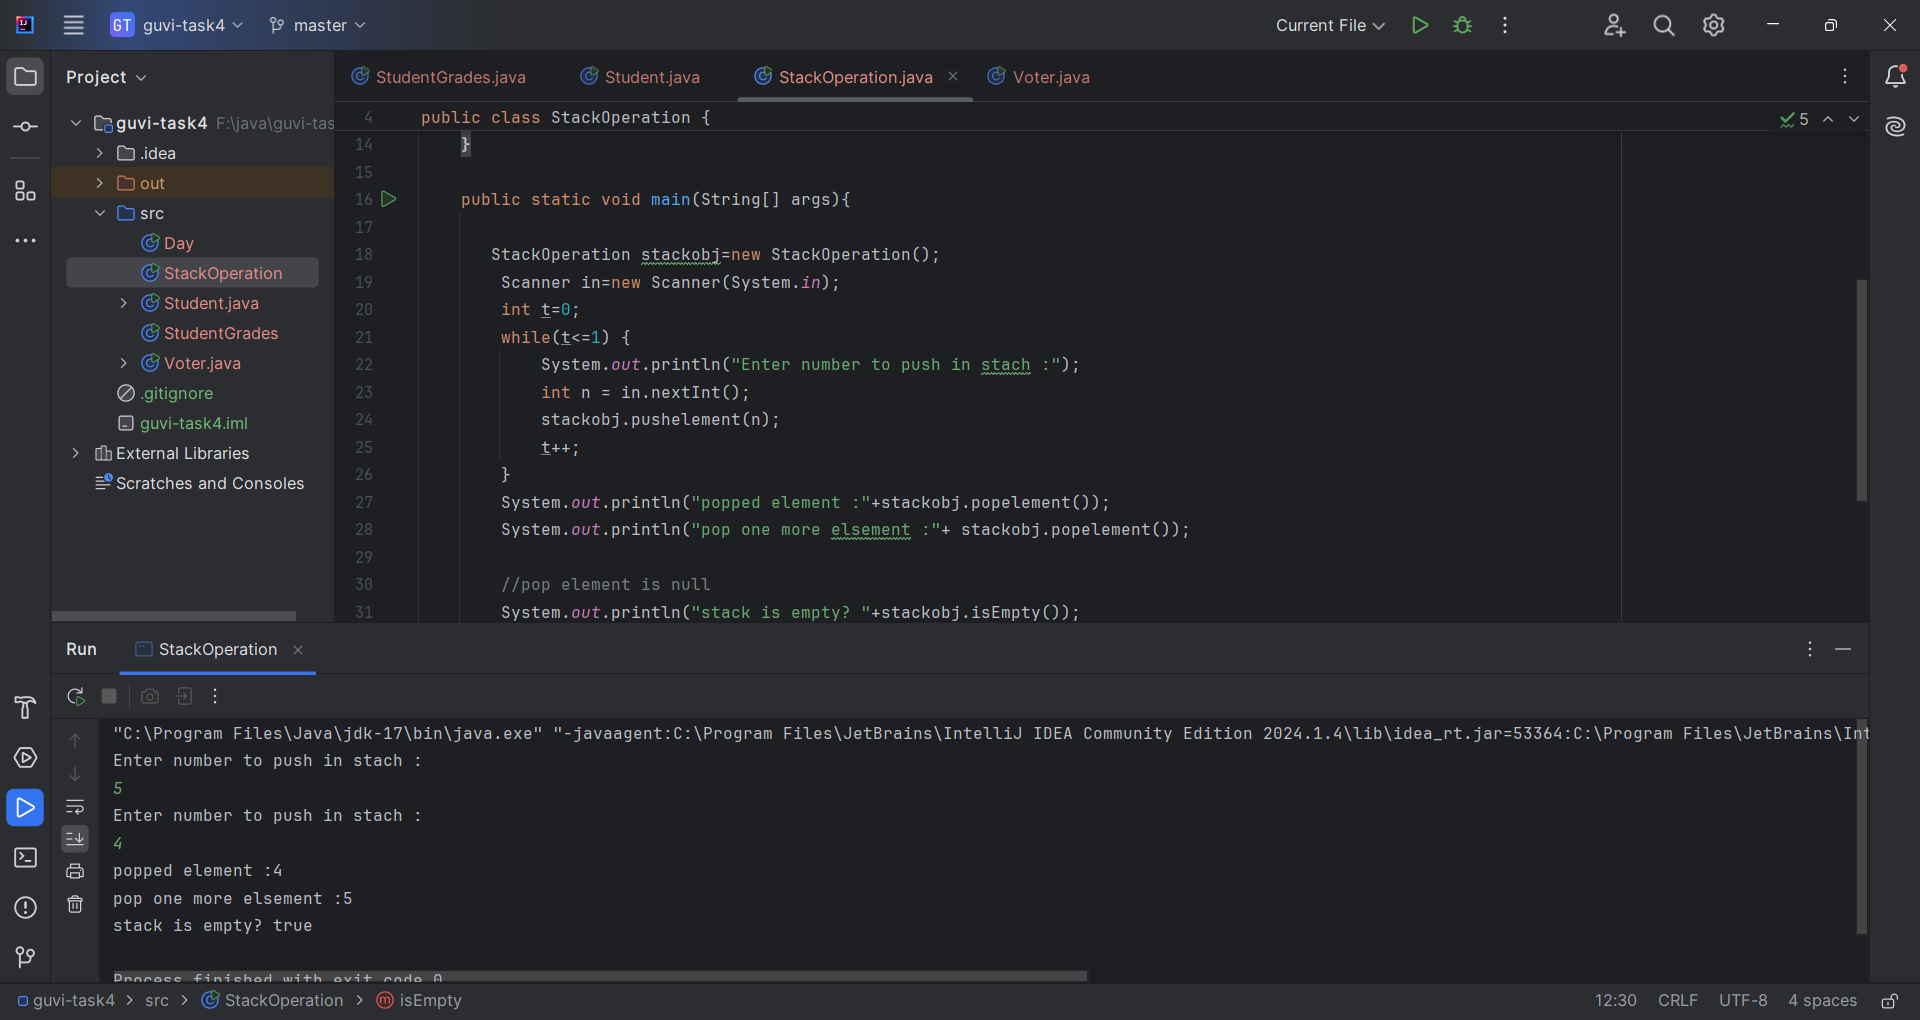 GT guvi-task4 master Current File
Project
guvi-task4 F:\java\guvi-tas
.idea
out
src
Day
StackOperation
Student.java
StudentGrades
Voter.java
.gitignore
guvi-task4.iml
External Libraries
Scratches and Consoles
StudentGrades.java Student.java StackOperation.java Voter.java
5
4 public class StackOperation {
14 }
15
16 public static void main(String[] args){
17
18 StackOperation stackobj=new StackOperation();
19 Scanner in=new Scanner(System.in);
20 int t=0;
21 while(t<=1) {
22 System.out.println("Enter number to push in stach :");
23 int n = in.nextInt();
24 stackobj.pushelement(n);
25 t++;
26 }
27 System.out.println("popped element :"+stackobj.popelement());
28 System.out.println("pop one more elsement :"+ stackobj.popelement());
29
30 //pop element is null
31 System.out.println("stack is empty? "+stackobj.isEmpty());
Run StackOperation
"C:\Program Files\Java\jdk-17\bin\java.exe" "-javaagent:C:\Program Files\JetBrains\IntelliJ IDEA Community Edition 2024.1.4\lib\idea_rt.jar=53364:C:\Program Files\JetBrains\Int
Enter number to push in stach :
5
Enter number to push in stach :
4
popped element :4
pop one more elsement :5
stack is empty? true
Process finished with exit code 0
guvi-task4 > src > StackOperation > isEmpty 12:30 CRLF UTF-8 4 spaces